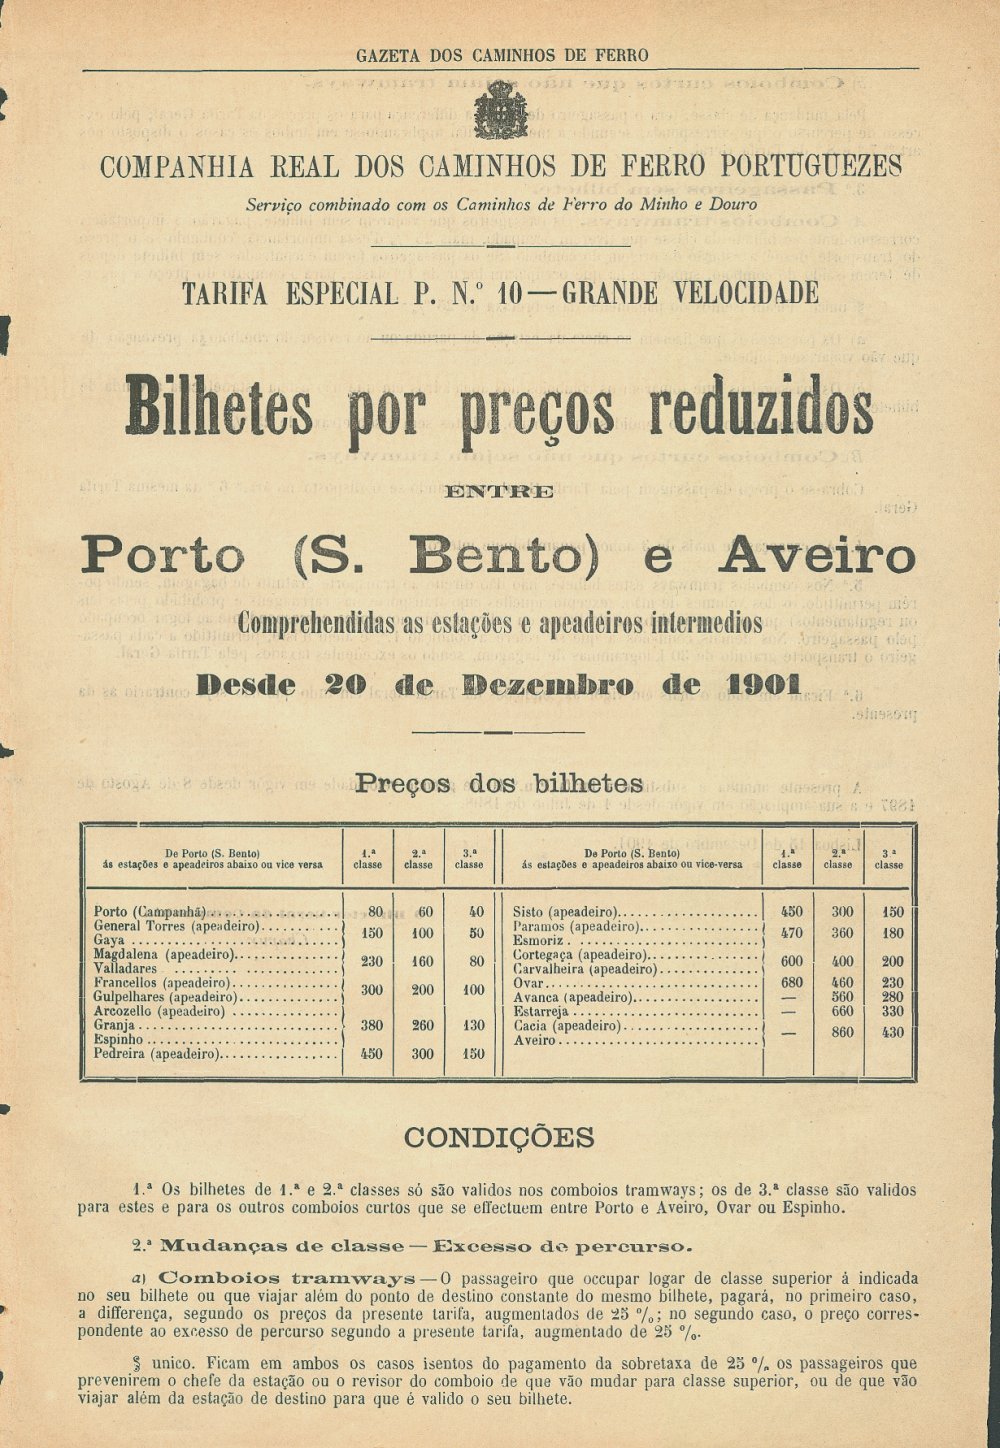 GAZETA DOS CAMINHOS DE FERRO
COMPANHIA REAL DOS CAMINHOS DE FERRO PORTUGUEZES
Serviço combinado com os Caminhos de Ferro do Minho e Douro
TARIFA ESPECIAL P. N.º 10 — GRANDE VELOCIDADE
Bilhetes por preços reduzidos
ENTRE
Porto (S. Bento) e Aveiro
Comprehendidas as estações e apeadeiros intermedios
Desde 20 de Dezembro de 1901
Preços dos bilhetes
De Porto (S. Bento) ás estações e apeadeiros abaixo ou vice versa 1.ª classe 2.ª classe 3.ª classe
Porto (Campanhã) 80 60 40
General Torres (apeadeiro)
Gaya 150 100 50
Magdalena (apeadeiro)
Valladares 230 160 80
Francellos (apeadeiro)
Gulpelhares (apeadeiro) 300 200 100
Arcozello (apeadeiro)
Granja 380 260 130
Espinho
Pedreira (apeadeiro) 450 300 150
De Porto (S. Bento) ás estações e apeadeiros abaixo ou vice-versa 1.ª classe 2.ª classe 3.ª classe
Sisto (apeadeiro) 450 300 150
Paramos (apeadeiro)
Esmoriz 470 360 180
Cortegaça (apeadeiro)
Carvalheira (apeadeiro) 600 400 200
Ovar 680 460 230
Avanca (apeadeiro) — 560 280
Estarreja — 660 330
Cacia (apeadeiro)
Aveiro — 860 430
CONDIÇÕES
1.ª Os bilhetes de 1.ª e 2.ª classes só são validos nos comboios tramways; os de 3.ª classe são validos
para estes e para os outros comboios curtos que se effectuem entre Porto e Aveiro, Ovar ou Espinho.
2.ª Mudanças de classe — Excesso de percurso.
a) Comboios tramways — O passageiro que occupar logar de classe superior á indicada
no seu bilhete ou que viajar além do ponto de destino constante do mesmo bilhete, pagará, no primeiro caso,
a differença, segundo os preços da presente tarifa, augmentados de 25 %; no segundo caso, o preço corres-
pondente ao excesso de percurso segundo a presente tarifa, augmentado de 25 %.
§ unico. Ficam em ambos os casos isentos do pagamento da sobretaxa de 25 % os passageiros que
prevenirem o chefe da estação ou o revisor do comboio de que vão mudar para classe superior, ou de que vão
viajar além da estação de destino para que é valido o seu bilhete.